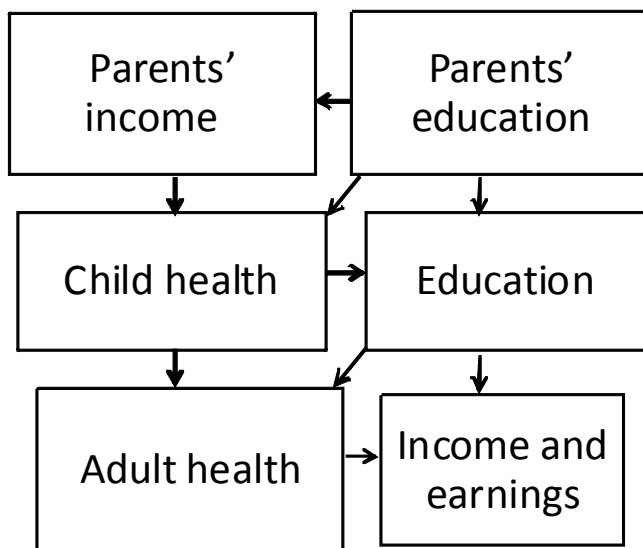 Parents’
income
Parents’
education
Child health
Education
Adult health
Income and
earnings